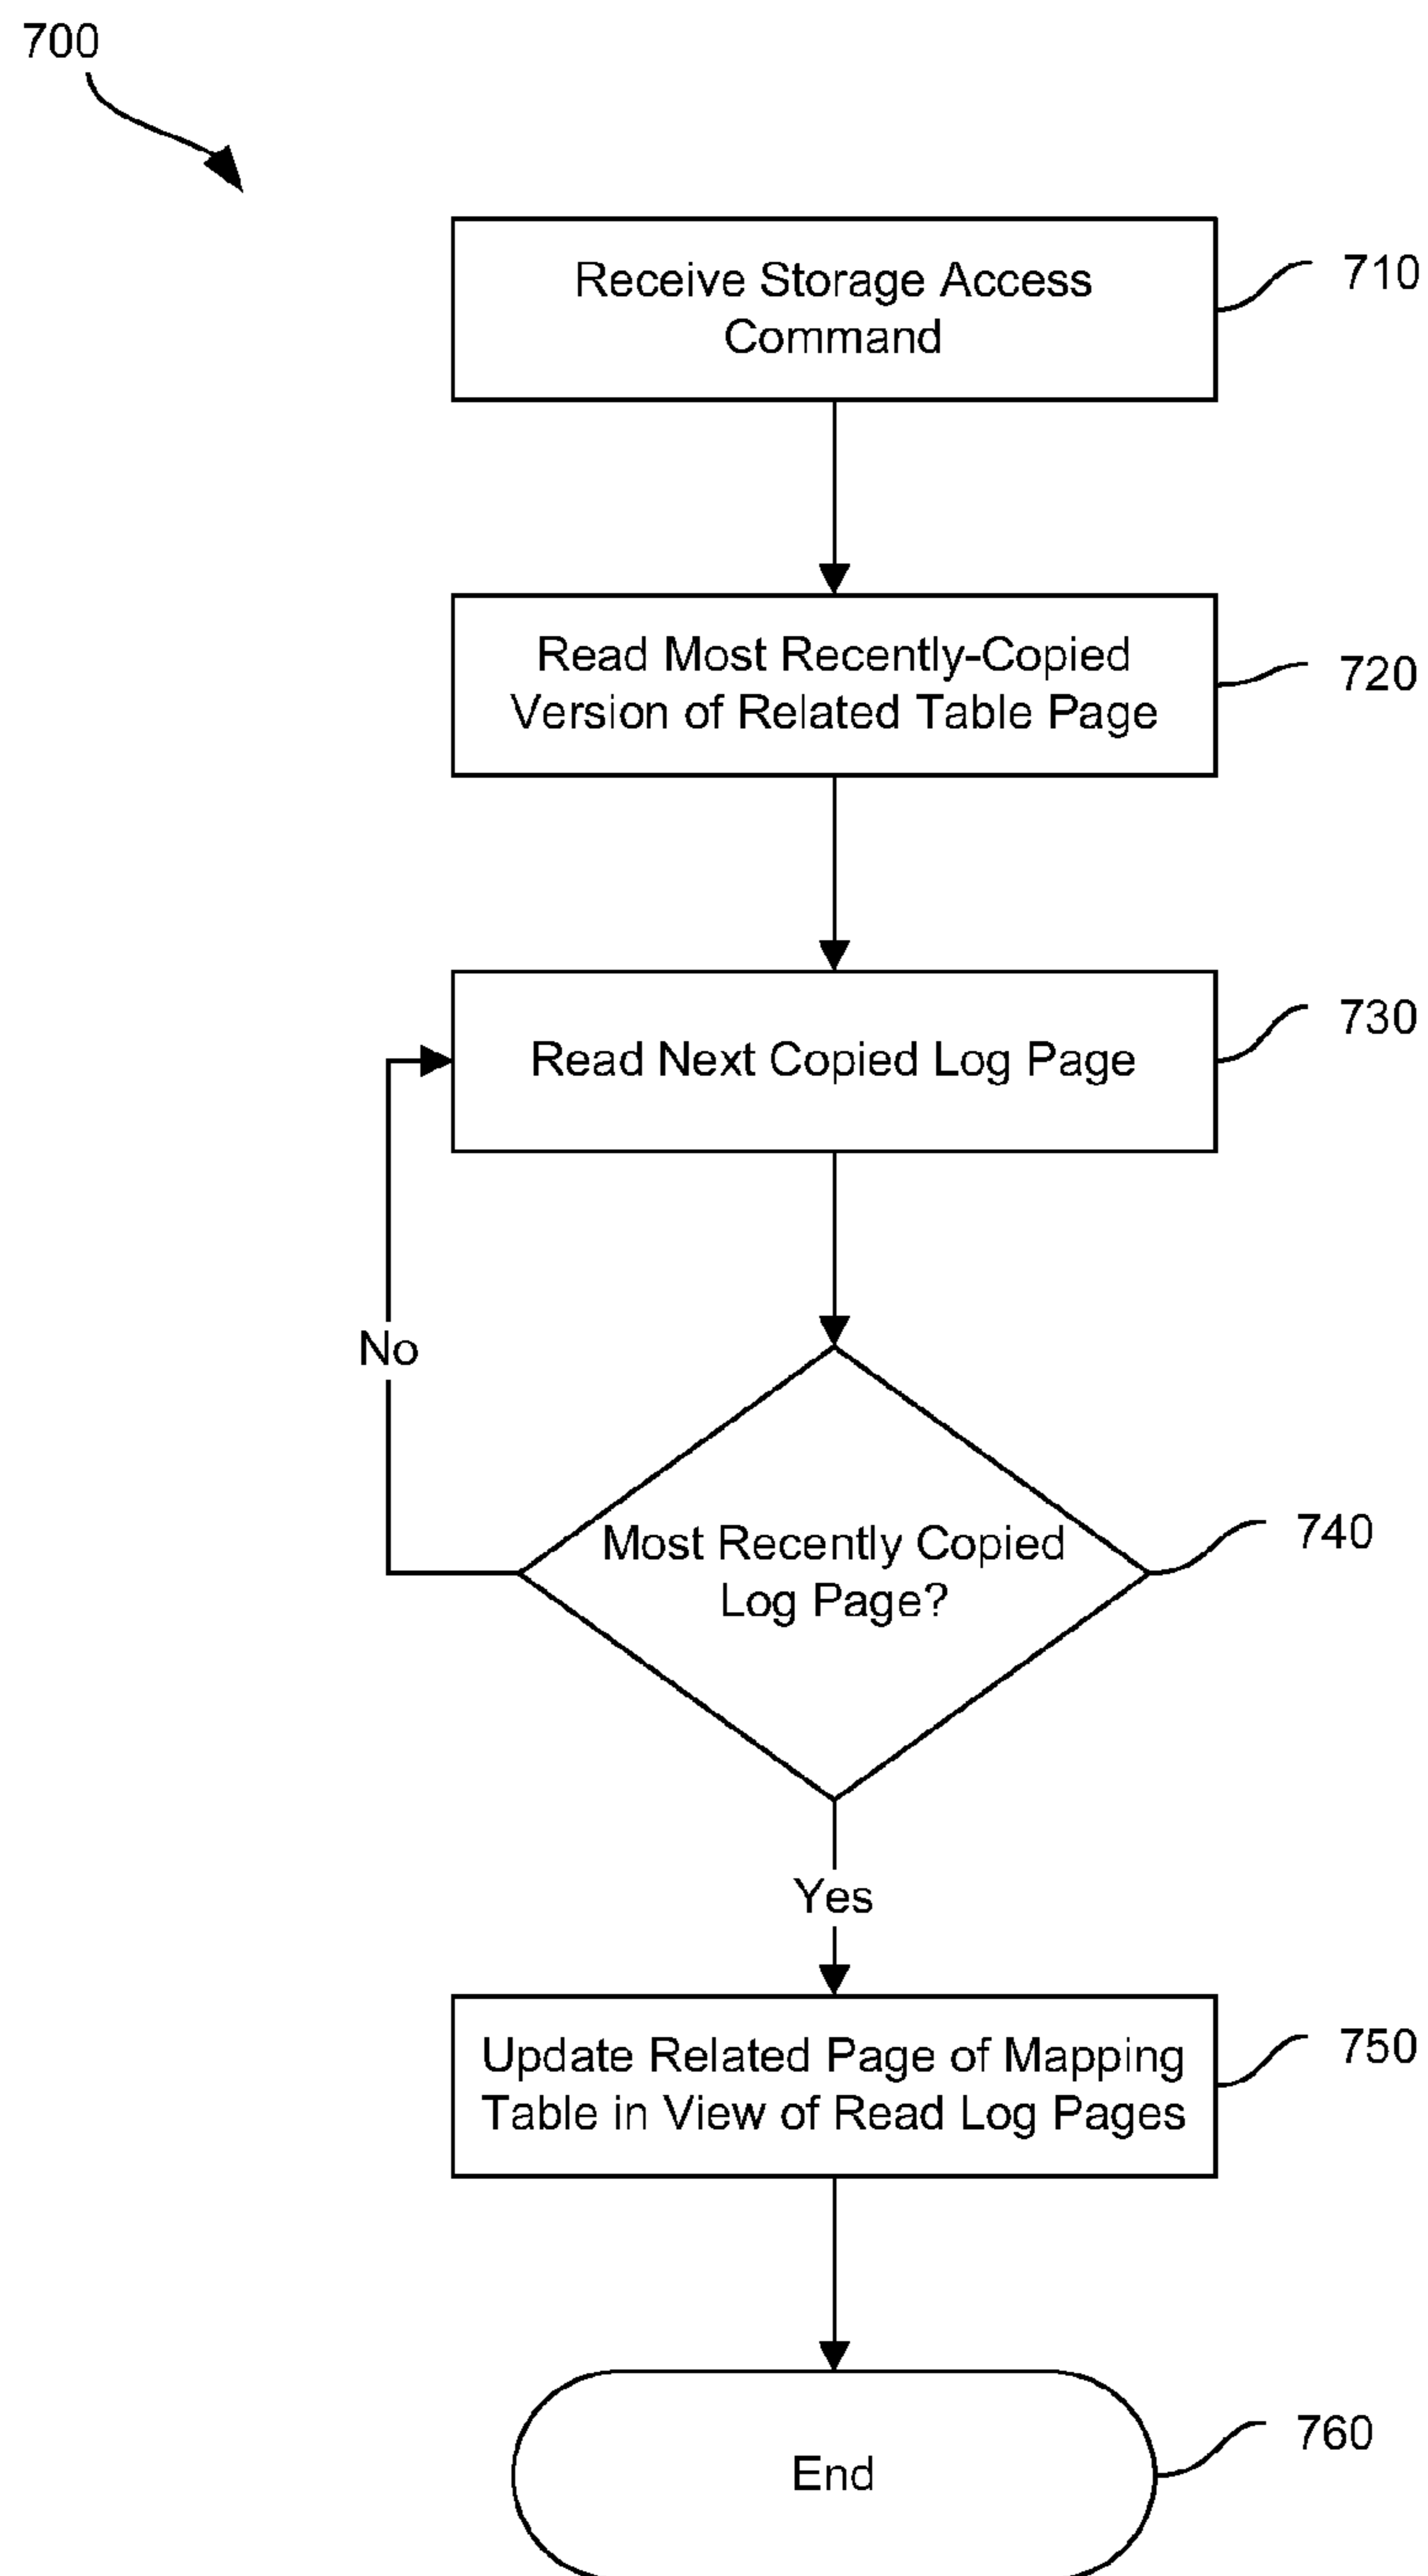 700
Receive Storage Access
Command
710
Read Most Recently-Copied
Version of Related Table Page
720
Read Next Copied Log Page
730
No
Most Recently Copied
Log Page?
740
Yes
Update Related Page of Mapping
Table in View of Read Log Pages
750
End
760